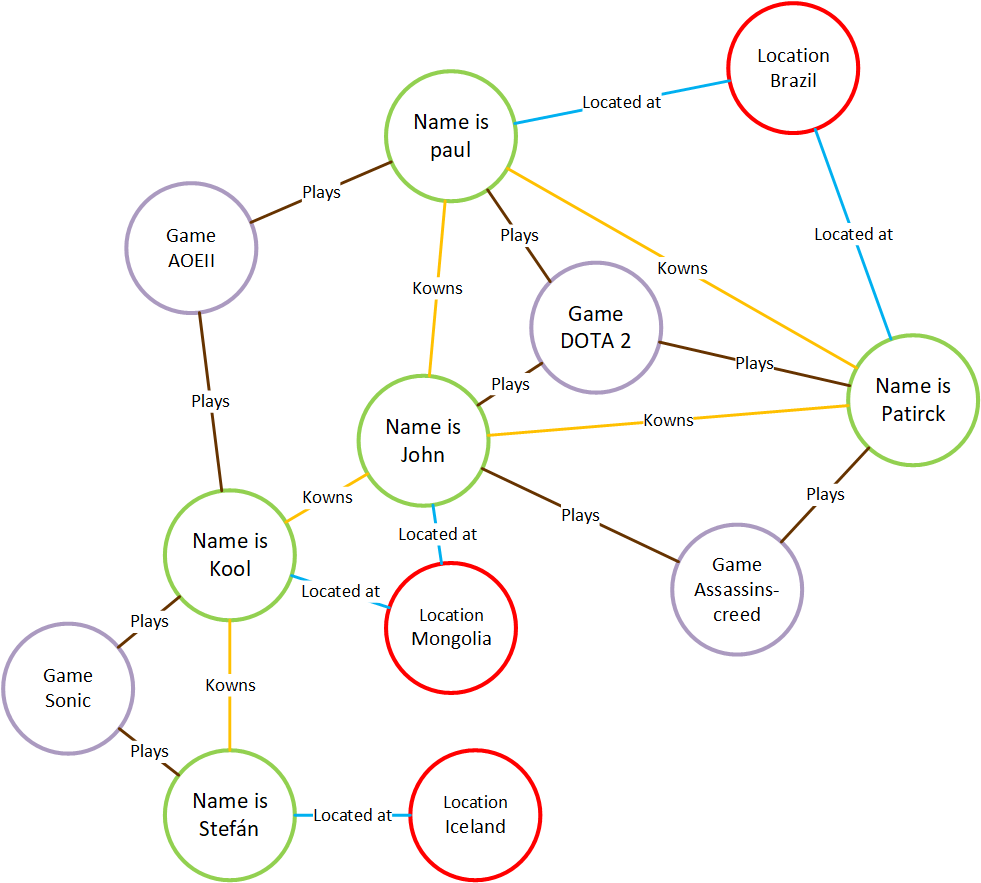 Location
Brazil
Located at
Name is
paul
Plays
Game
AOEII
Plays
Located at
Kowns
Kowns
Game
DOTA 2
Plays
Name is
Patirck
Plays
Plays
Name is
John
Kowns
Kowns
Plays
Plays
Located at
Name is
Kool
Game
Assassins-
creed
Located at
Location
Mongolia
Plays
Game
Sonic
Kowns
Plays
Name is
Stefán
Located at
Location
Iceland